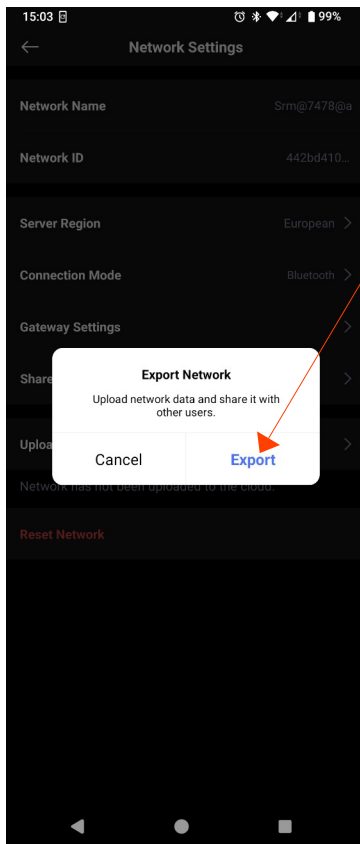 15:03 99%
Network Settings
Network Name Srm@7478@a
Network ID 442bd410...
Server Region European
Connection Mode Bluetooth
Gateway Settings
Share
Export Network
Upload network data and share it with
other users.
Uploa
Cancel Export
Network has not been uploaded to the cloud.
Reset Network